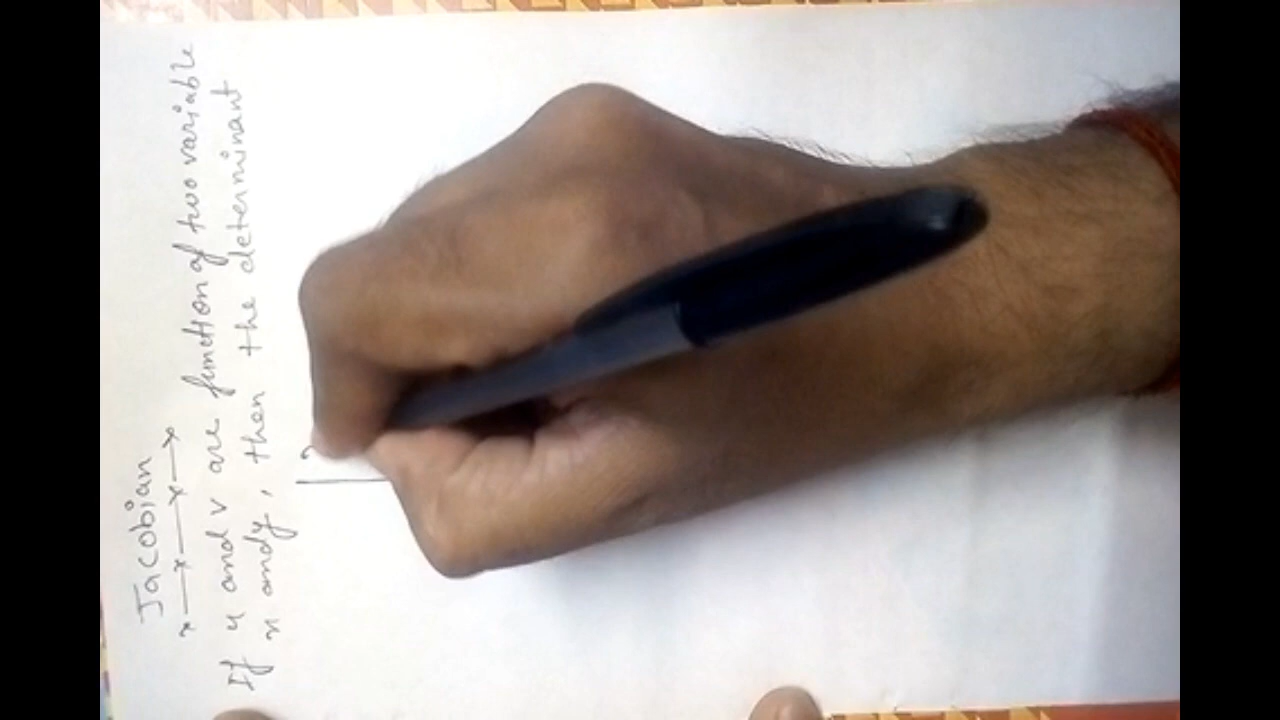 Jacobian
x—x—x—x
If u and v are function of two variable
x and y, then the determinant